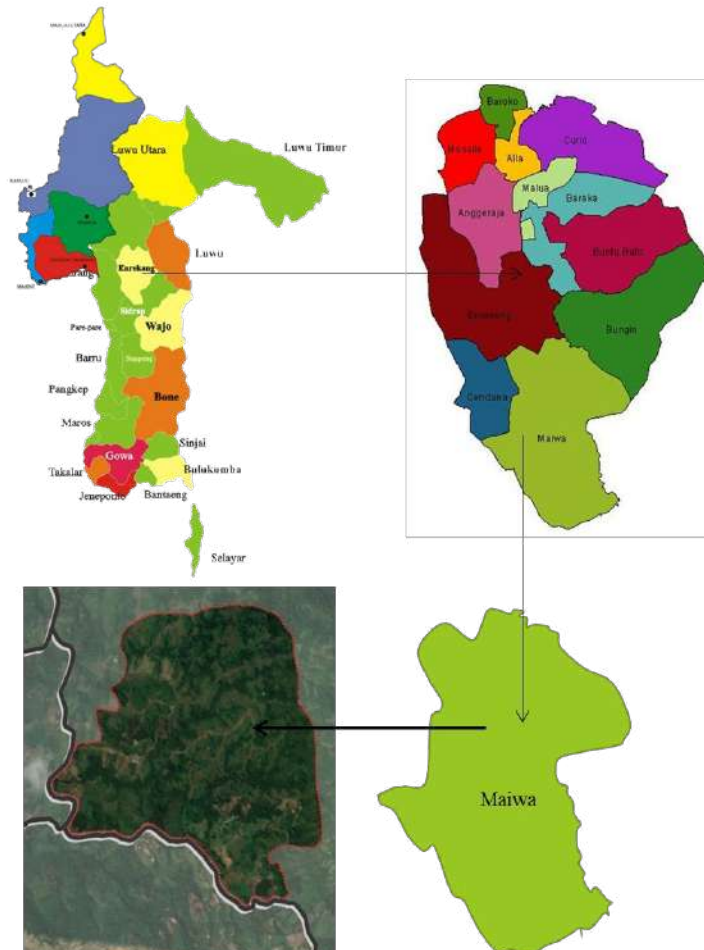 Luwu Utara
Luwu Timur
Luwu
Enrekang
Sidrap
Wajo
Pare-pare
Barru
Soppeng
Pangkep
Bone
Maros
Sinjai
Gowa
Takalar
Bulukumba
Jeneponto
Bantaeng
Selayar
Baroko
Masalle
Alla
Curio
Malua
Baraka
Anggeraja
Buntu Batu
Enrekang
Bungin
Cendana
Maiwa
Maiwa